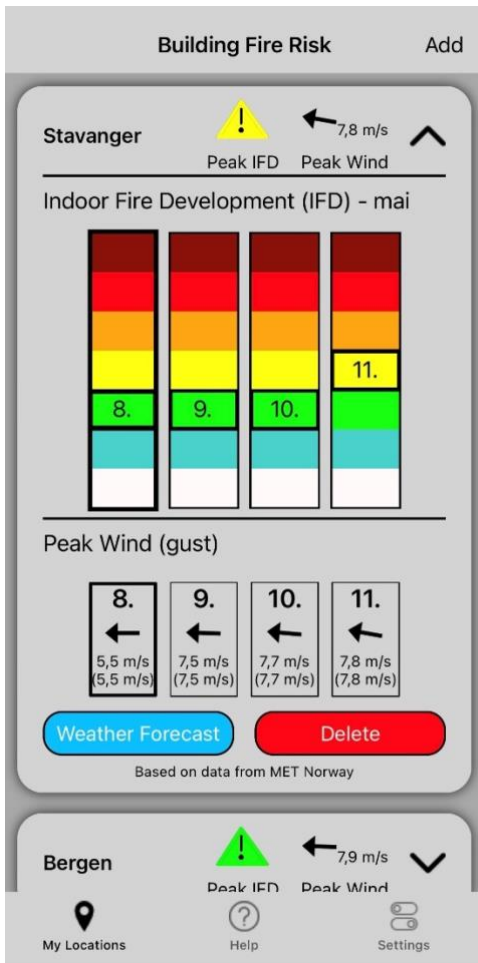 Building Fire Risk Add
! 7,8 m/s
Stavanger
Peak IFD Peak Wind
Indoor Fire Development (IFD) - mai
11.
8. 9. 10.
Peak Wind (gust)
8. 9. 10. 11.
5,5 m/s 7,5 m/s 7,7 m/s 7,8 m/s
(5,5 m/s) (7,5 m/s) (7,7 m/s) (7,8 m/s)
Weather Forecast Delete
Based on data from MET Norway
! 7,9 m/s
Bergen
Peak IFD Peak Wind
?
My Locations Help Settings